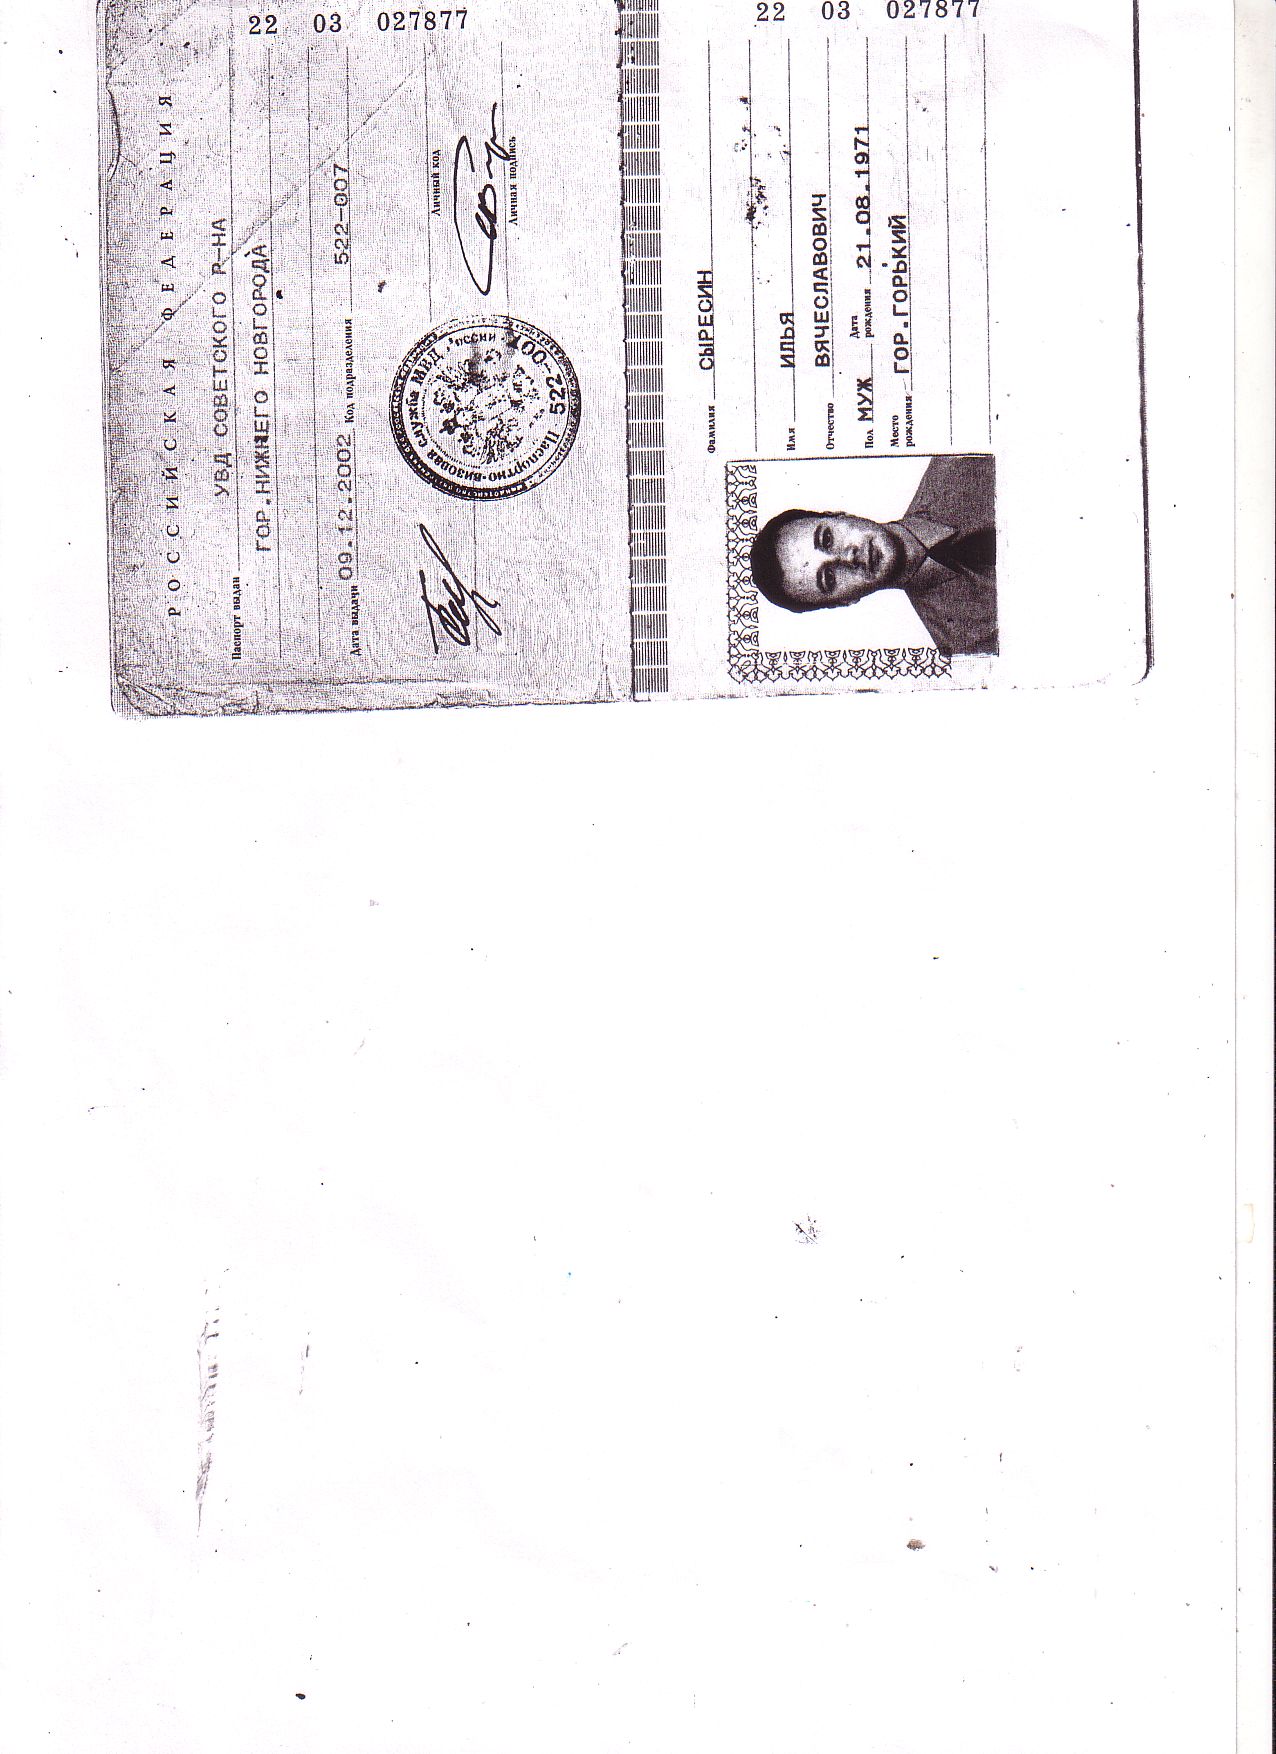 22 03 027877
РОССИЙСКАЯ ФЕДЕРАЦИЯ
Паспорт выдан УВД СОВЕТСКОГО Р-НА
ГОР.НИЖНЕГО НОВГОРОДА
Дата выдачи 09.12.2002 Код подразделения 522-007
Личный код
Личная подпись
Паспортно-визовая служба МВД России
522-007
22 03 027877
Фамилия СЫРЕСИН
Имя ИЛЬЯ
Отчество ВЯЧЕСЛАВОВИЧ
Пол МУЖ Дата рождения 21.08.1971
Место рождения ГОР.ГОРЬКИЙ